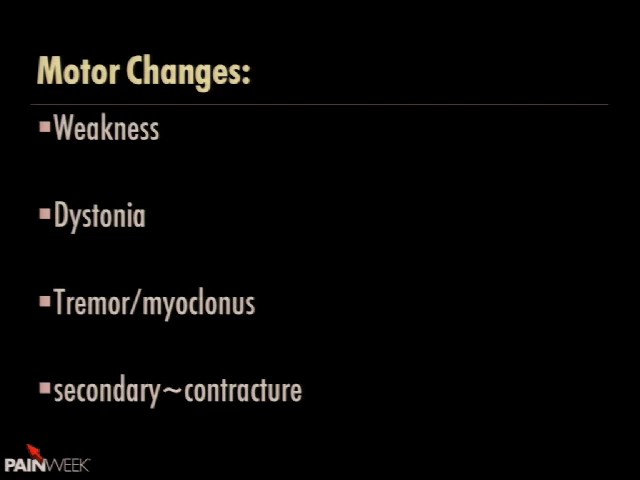 Motor Changes:
▪Weakness
▪Dystonia
▪Tremor/myoclonus
▪secondary~contracture
PAINWEEK